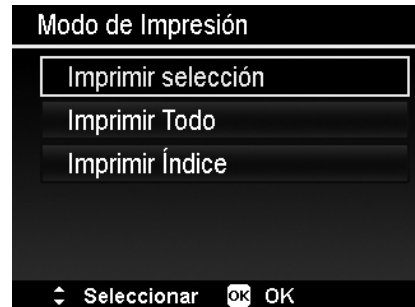 Modo de Impresión
Imprimir selección
Imprimir Todo
Imprimir Índice
Seleccionar OK OK